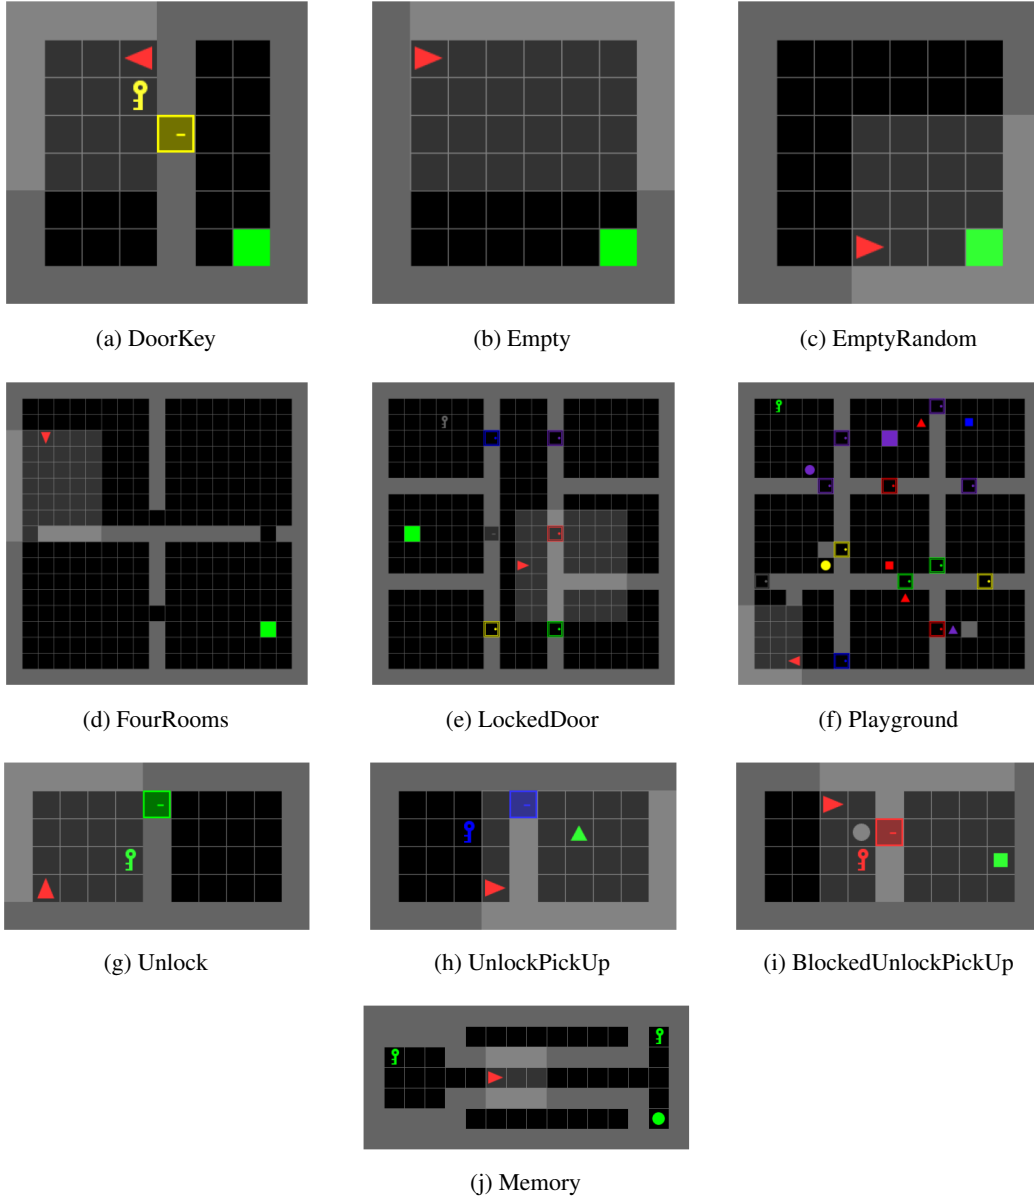 (a) DoorKey
(b) Empty
(c) EmptyRandom
(d) FourRooms
(e) LockedDoor
(f) Playground
(g) Unlock
(h) UnlockPickUp
(i) BlockedUnlockPickUp
(j) Memory